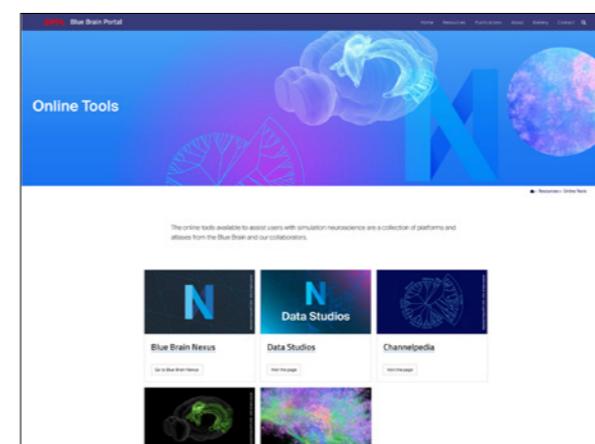 EPFL Blue Brain Portal
Home Resources Publications About Gallery Contact
Online Tools
Resources > Online Tools
The online tools available to assist users with simulation neuroscience are a collection of platforms and
atlases from the Blue Brain and our collaborators.
N
N
Data Studios
Blue Brain Nexus
Data Studios
Channelpedia
Go to Blue Brain Nexus
Visit the page
Visit the page